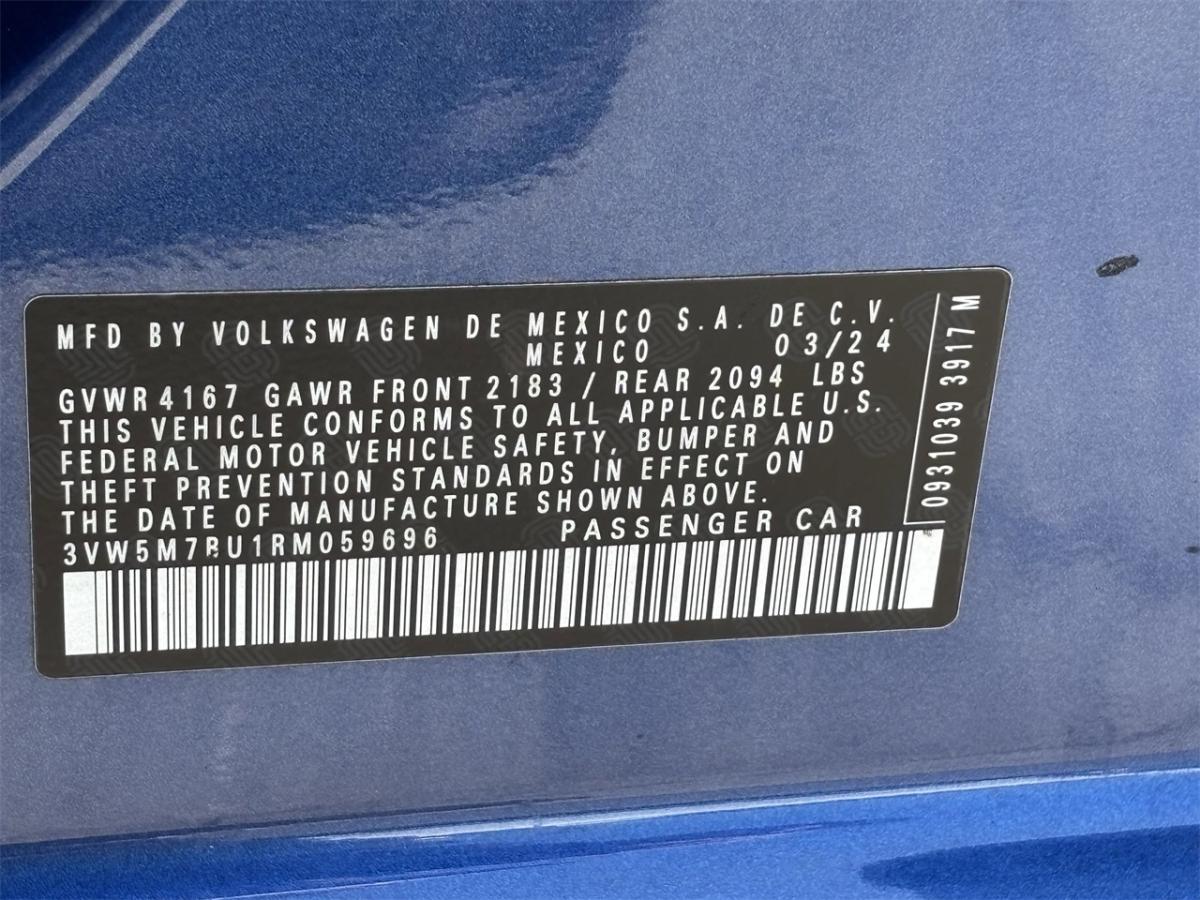 MFD BY VOLKSWAGEN DE MEXICO S.A. DE C.V.
MEXICO 03/24
GVWR 4167 GAWR FRONT 2183 / REAR 2094 LBS
THIS VEHICLE CONFORMS TO ALL APPLICABLE U.S.
FEDERAL MOTOR VEHICLE SAFETY, BUMPER AND
THEFT PREVENTION STANDARDS IN EFFECT ON
THE DATE OF MANUFACTURE SHOWN ABOVE.
3VW5M7BU1RM059696 PASSENGER CAR
0931039 3917 M